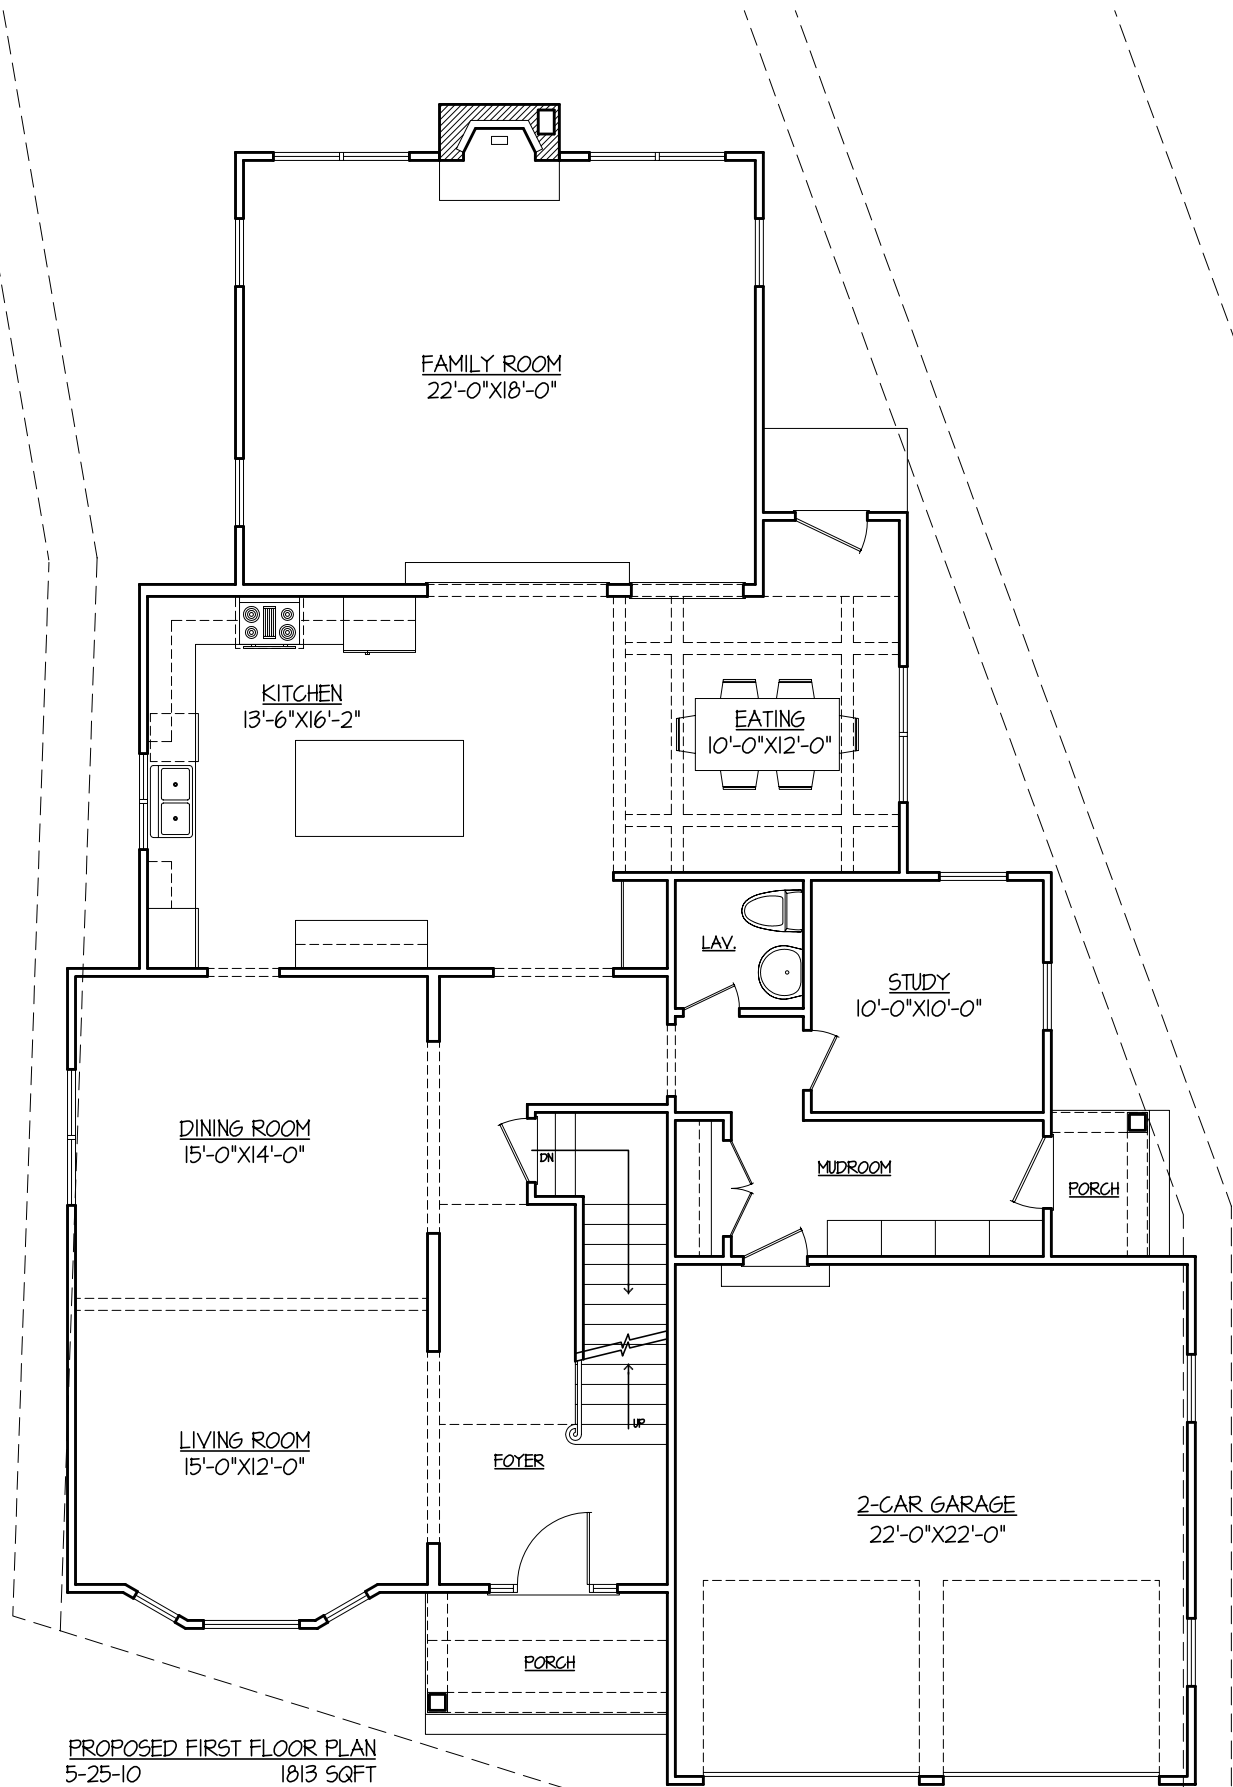 FAMILY ROOM
22'-0"X18'-0"
KITCHEN
13'-6"X16'-2"
EATING
10'-0"X12'-0"
LAV.
STUDY
10'-0"X10'-0"
DINING ROOM
15'-0"X14'-0"
DN
MUDROOM
PORCH
LIVING ROOM
15'-0"X12'-0"
UP
FOYER
2-CAR GARAGE
22'-0"X22'-0"
PORCH
PROPOSED FIRST FLOOR PLAN
5-25-10 1813 SQFT